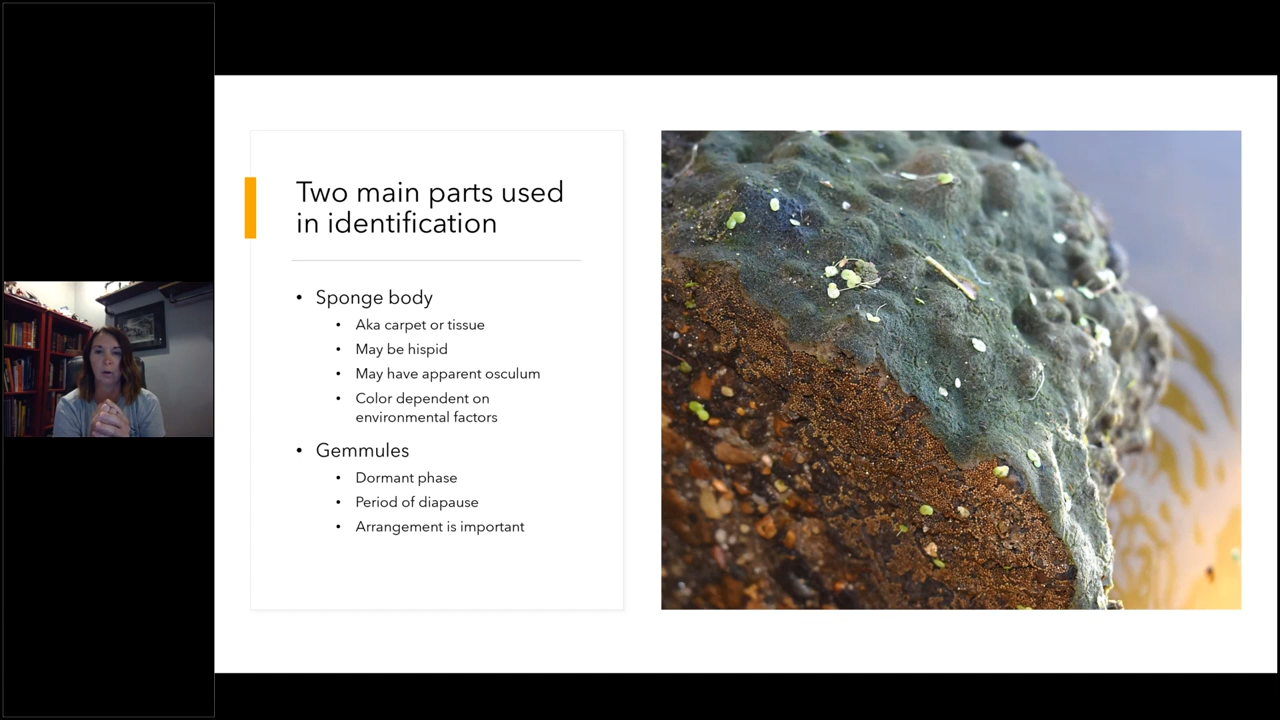 Two main parts used
in identification
• Sponge body
• Aka carpet or tissue
• May be hispid
• May have apparent osculum
• Color dependent on
environmental factors
• Gemmules
• Dormant phase
• Period of diapause
• Arrangement is important